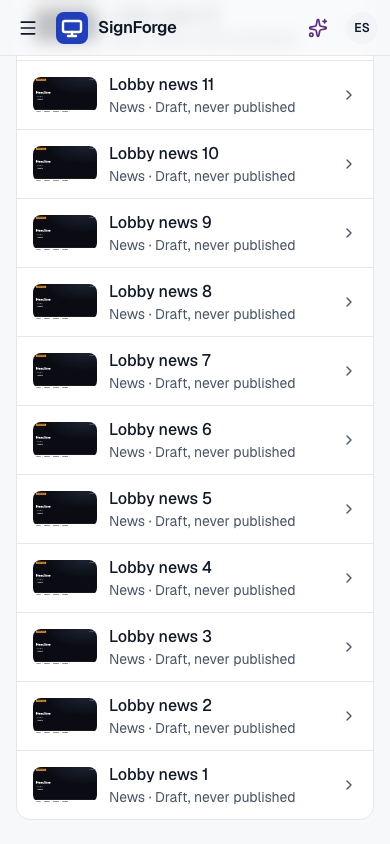 SignForge
ES
Lobby news 11
News · Draft, never published
Lobby news 10
News · Draft, never published
Lobby news 9
News · Draft, never published
Lobby news 8
News · Draft, never published
Lobby news 7
News · Draft, never published
Lobby news 6
News · Draft, never published
Lobby news 5
News · Draft, never published
Lobby news 4
News · Draft, never published
Lobby news 3
News · Draft, never published
Lobby news 2
News · Draft, never published
Lobby news 1
News · Draft, never published